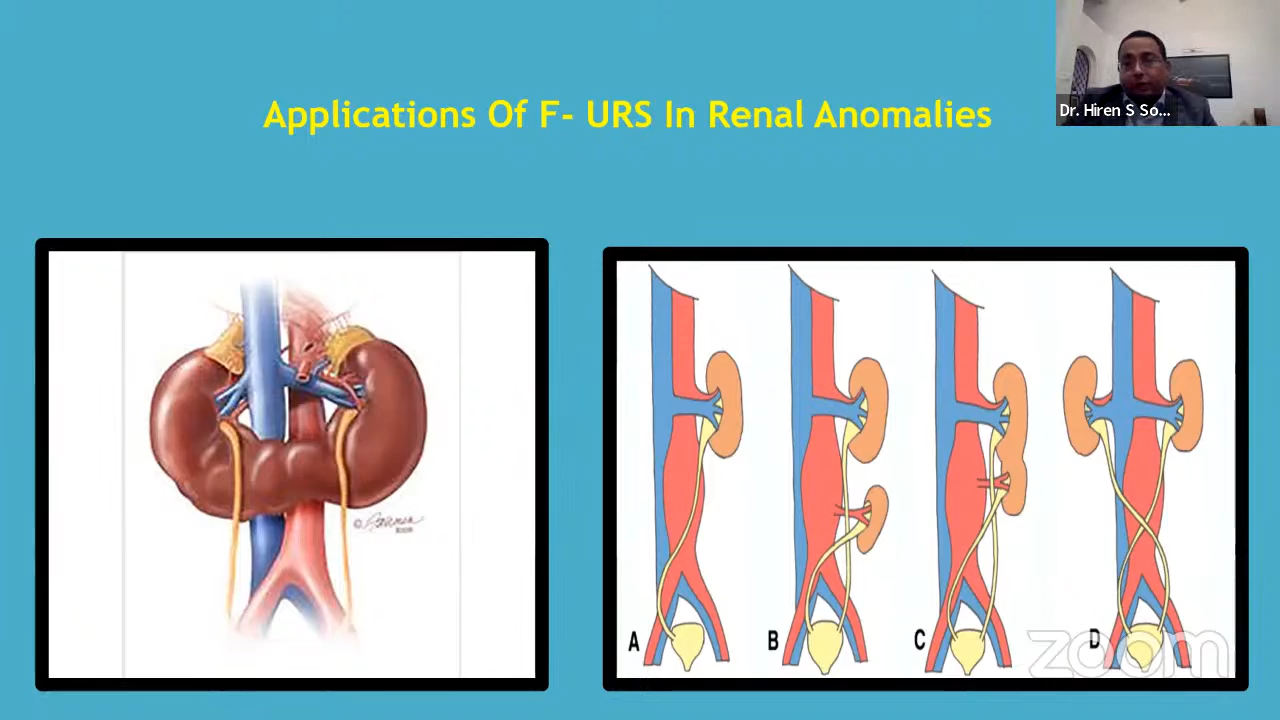 Applications Of F- URS In Renal Anomalies
Dr. Hiren S So...
A
B
C
D
zoom